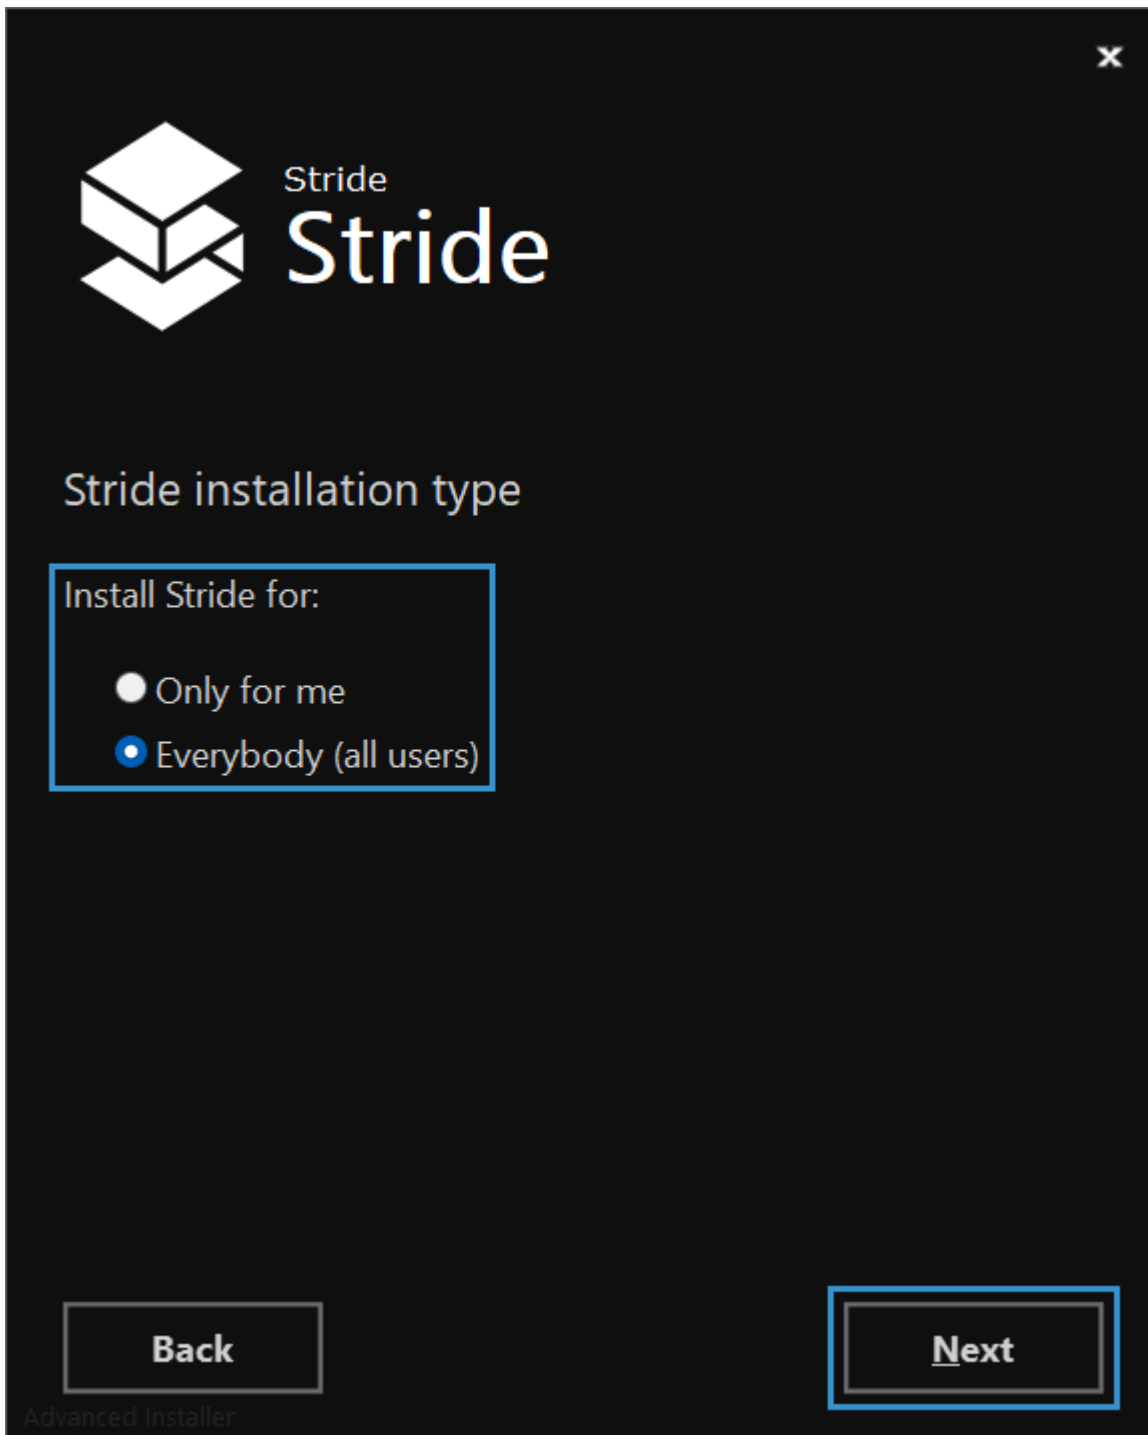 Stride
Stride
Stride installation type
Install Stride for:
Only for me
Everybody (all users)
Back
Next
Advanced Installer